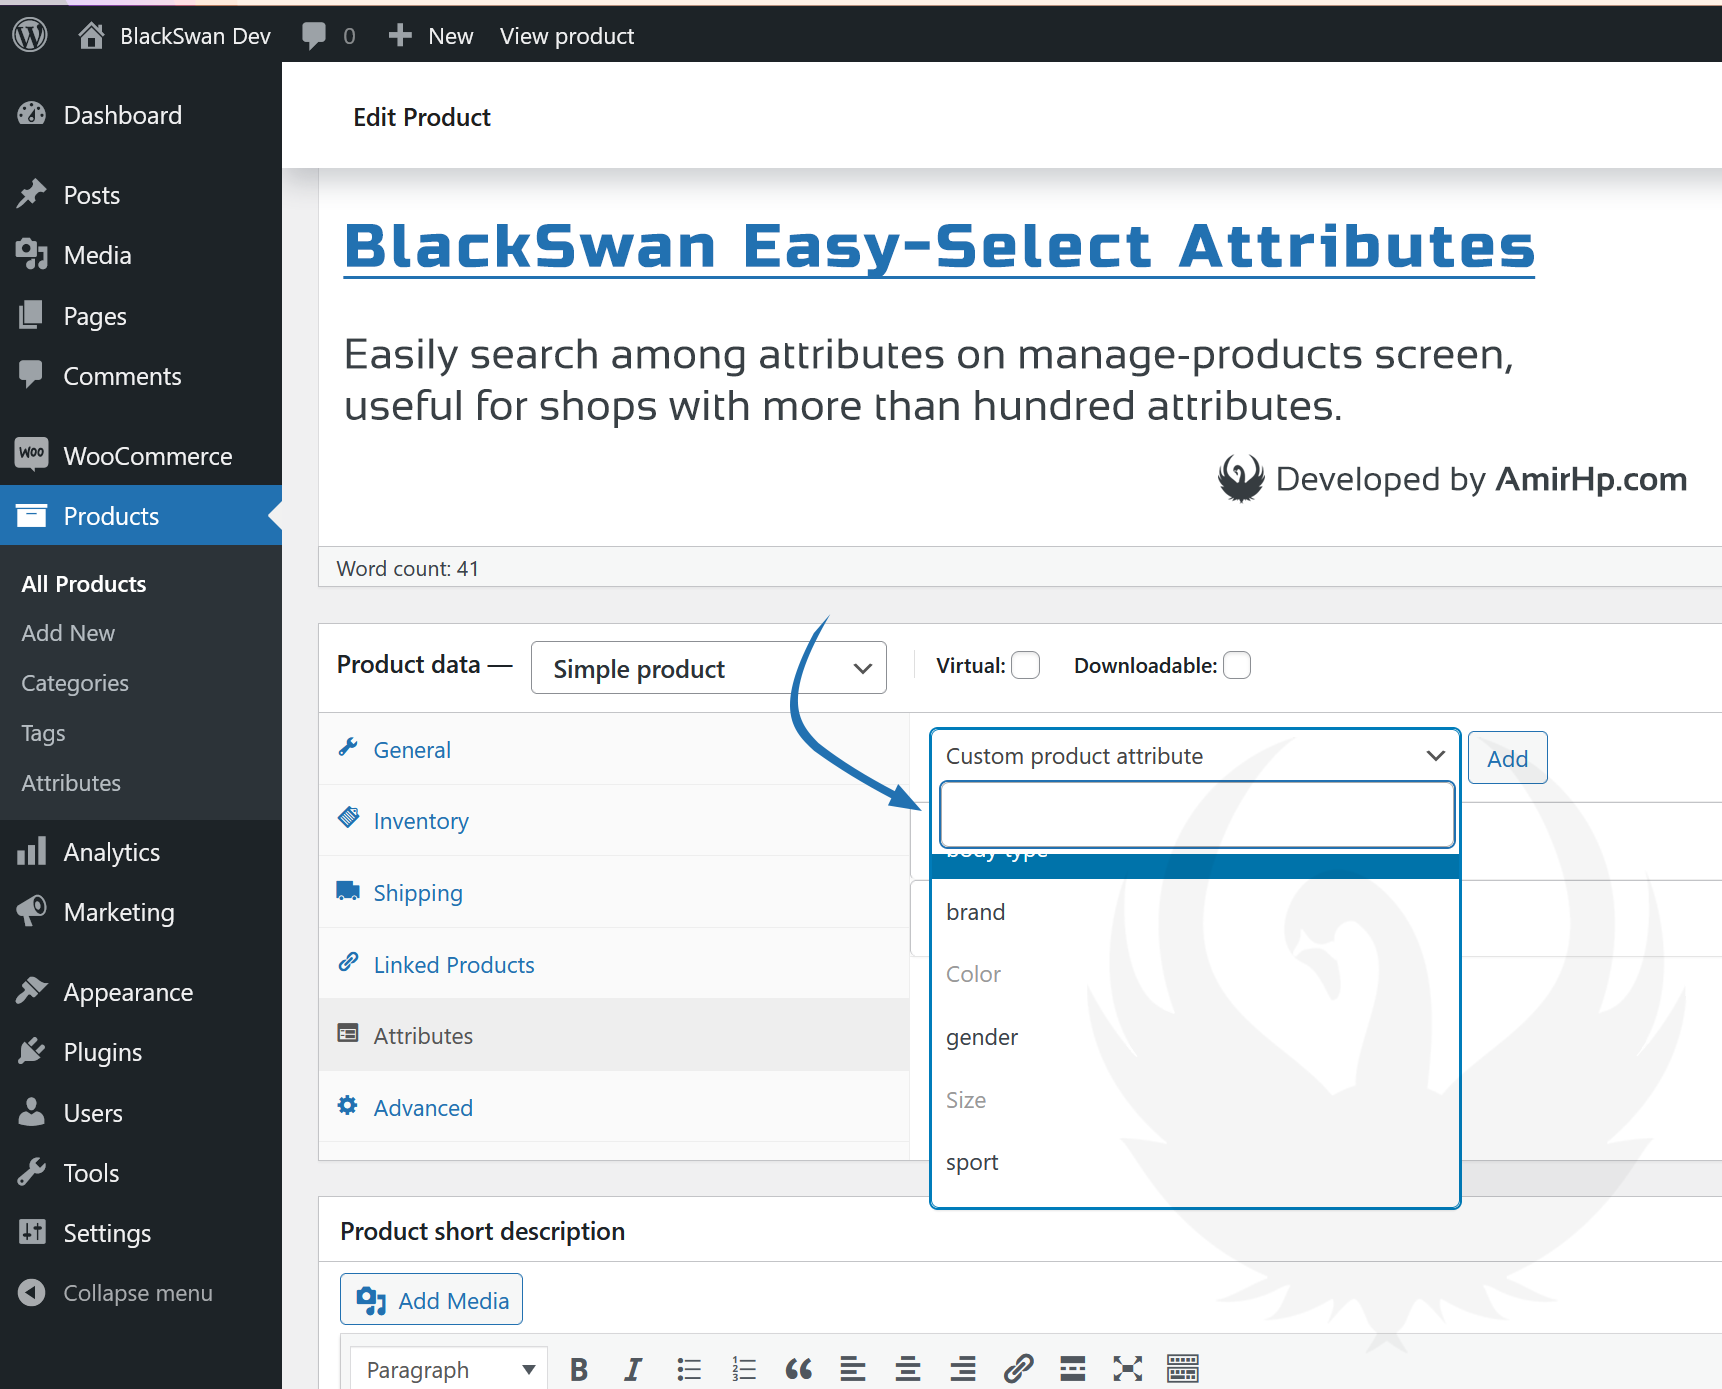 BlackSwan Dev
0
New
View product
Dashboard
Posts
Media
Pages
Comments
WOO
WooCommerce
Products
All Products
Add New
Categories
Tags
Attributes
Analytics
Marketing
Appearance
Plugins
Users
Tools
Settings
Collapse menu
Edit Product
BlackSwan Easy-Select Attributes
Easily search among attributes on manage-products screen,
useful for shops with more than hundred attributes.
Developed by AmirHp.com
Word count: 41
Product data —
Simple product
Virtual:
Downloadable:
General
Inventory
Shipping
Linked Products
Attributes
Advanced
Custom product attribute
Add
body type
brand
Color
gender
Size
sport
Product short description
Add Media
Paragraph